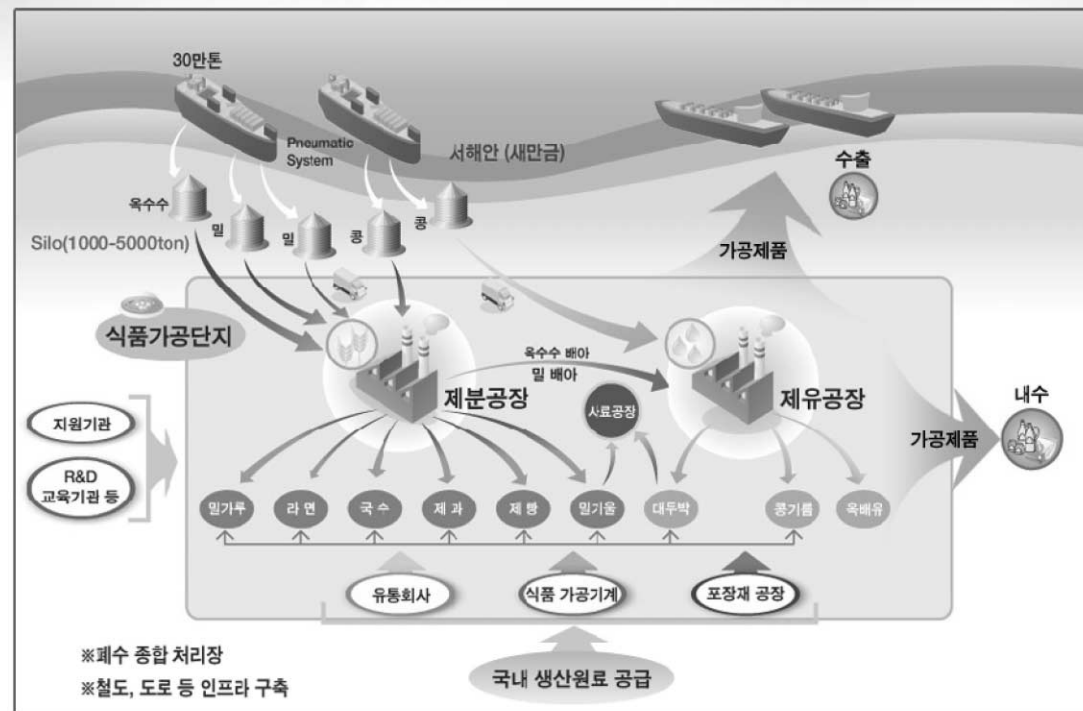 30만톤
Pneumatic
System
서해안 (새만금)
수출
옥수수
밀
밀
콩
콩
Silo(1000-5000ton)
가공제품
식품가공단지
옥수수 배아
밀 배아
제분공장
사료공장
제유공장
내수
가공제품
지원기관
R&D
교육기관 등
밀가루
라 면
국 수
제 과
제 빵
밀기울
대두박
콩기름
옥배유
유통회사
식품 가공기계
포장재 공장
※폐수 종합 처리장
※철도, 도로 등 인프라 구축
국내 생산원료 공급